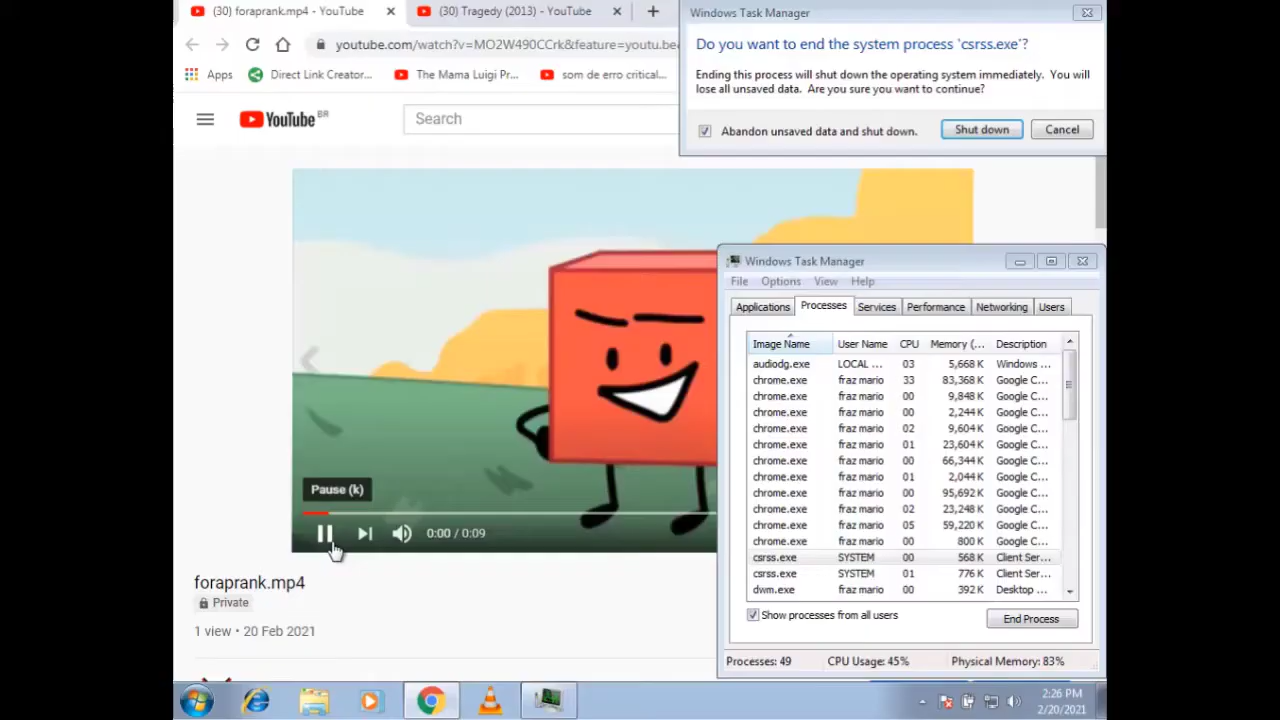 (30) foraprank.mp4 - YouTube
(30) Tragedy (2013) - YouTube
youtube.com/watch?v=MO2W490CCrk&feature=youtu.be
Apps
Direct Link Creator...
The Mama Luigi Pr...
som de erro critical...
YouTube BR
Search
Windows Task Manager
Do you want to end the system process 'csrss.exe'?
Ending this process will shut down the operating system immediately. You will
lose all unsaved data. Are you sure you want to continue?
Abandon unsaved data and shut down.
Shut down
Cancel
Pause (k)
0:00 / 0:09
foraprank.mp4
Private
1 view • 20 Feb 2021
Windows Task Manager
File Options View Help
Applications Processes Services Performance Networking Users
Image Name User Name CPU Memory (... Description
audiodg.exe LOCAL ... 03 5,668 K Windows ...
chrome.exe fraz mario 33 83,368 K Google C...
chrome.exe fraz mario 00 9,848 K Google C...
chrome.exe fraz mario 00 2,244 K Google C...
chrome.exe fraz mario 02 9,604 K Google C...
chrome.exe fraz mario 01 23,604 K Google C...
chrome.exe fraz mario 00 66,344 K Google C...
chrome.exe fraz mario 01 2,044 K Google C...
chrome.exe fraz mario 00 95,692 K Google C...
chrome.exe fraz mario 02 23,248 K Google C...
chrome.exe fraz mario 05 59,220 K Google C...
chrome.exe fraz mario 00 800 K Google C...
csrss.exe SYSTEM 00 568 K Client Ser...
csrss.exe SYSTEM 01 776 K Client Ser...
dwm.exe fraz mario 00 392 K Desktop ...
Show processes from all users
End Process
Processes: 49 CPU Usage: 45% Physical Memory: 83%
2:26 PM
2/20/2021